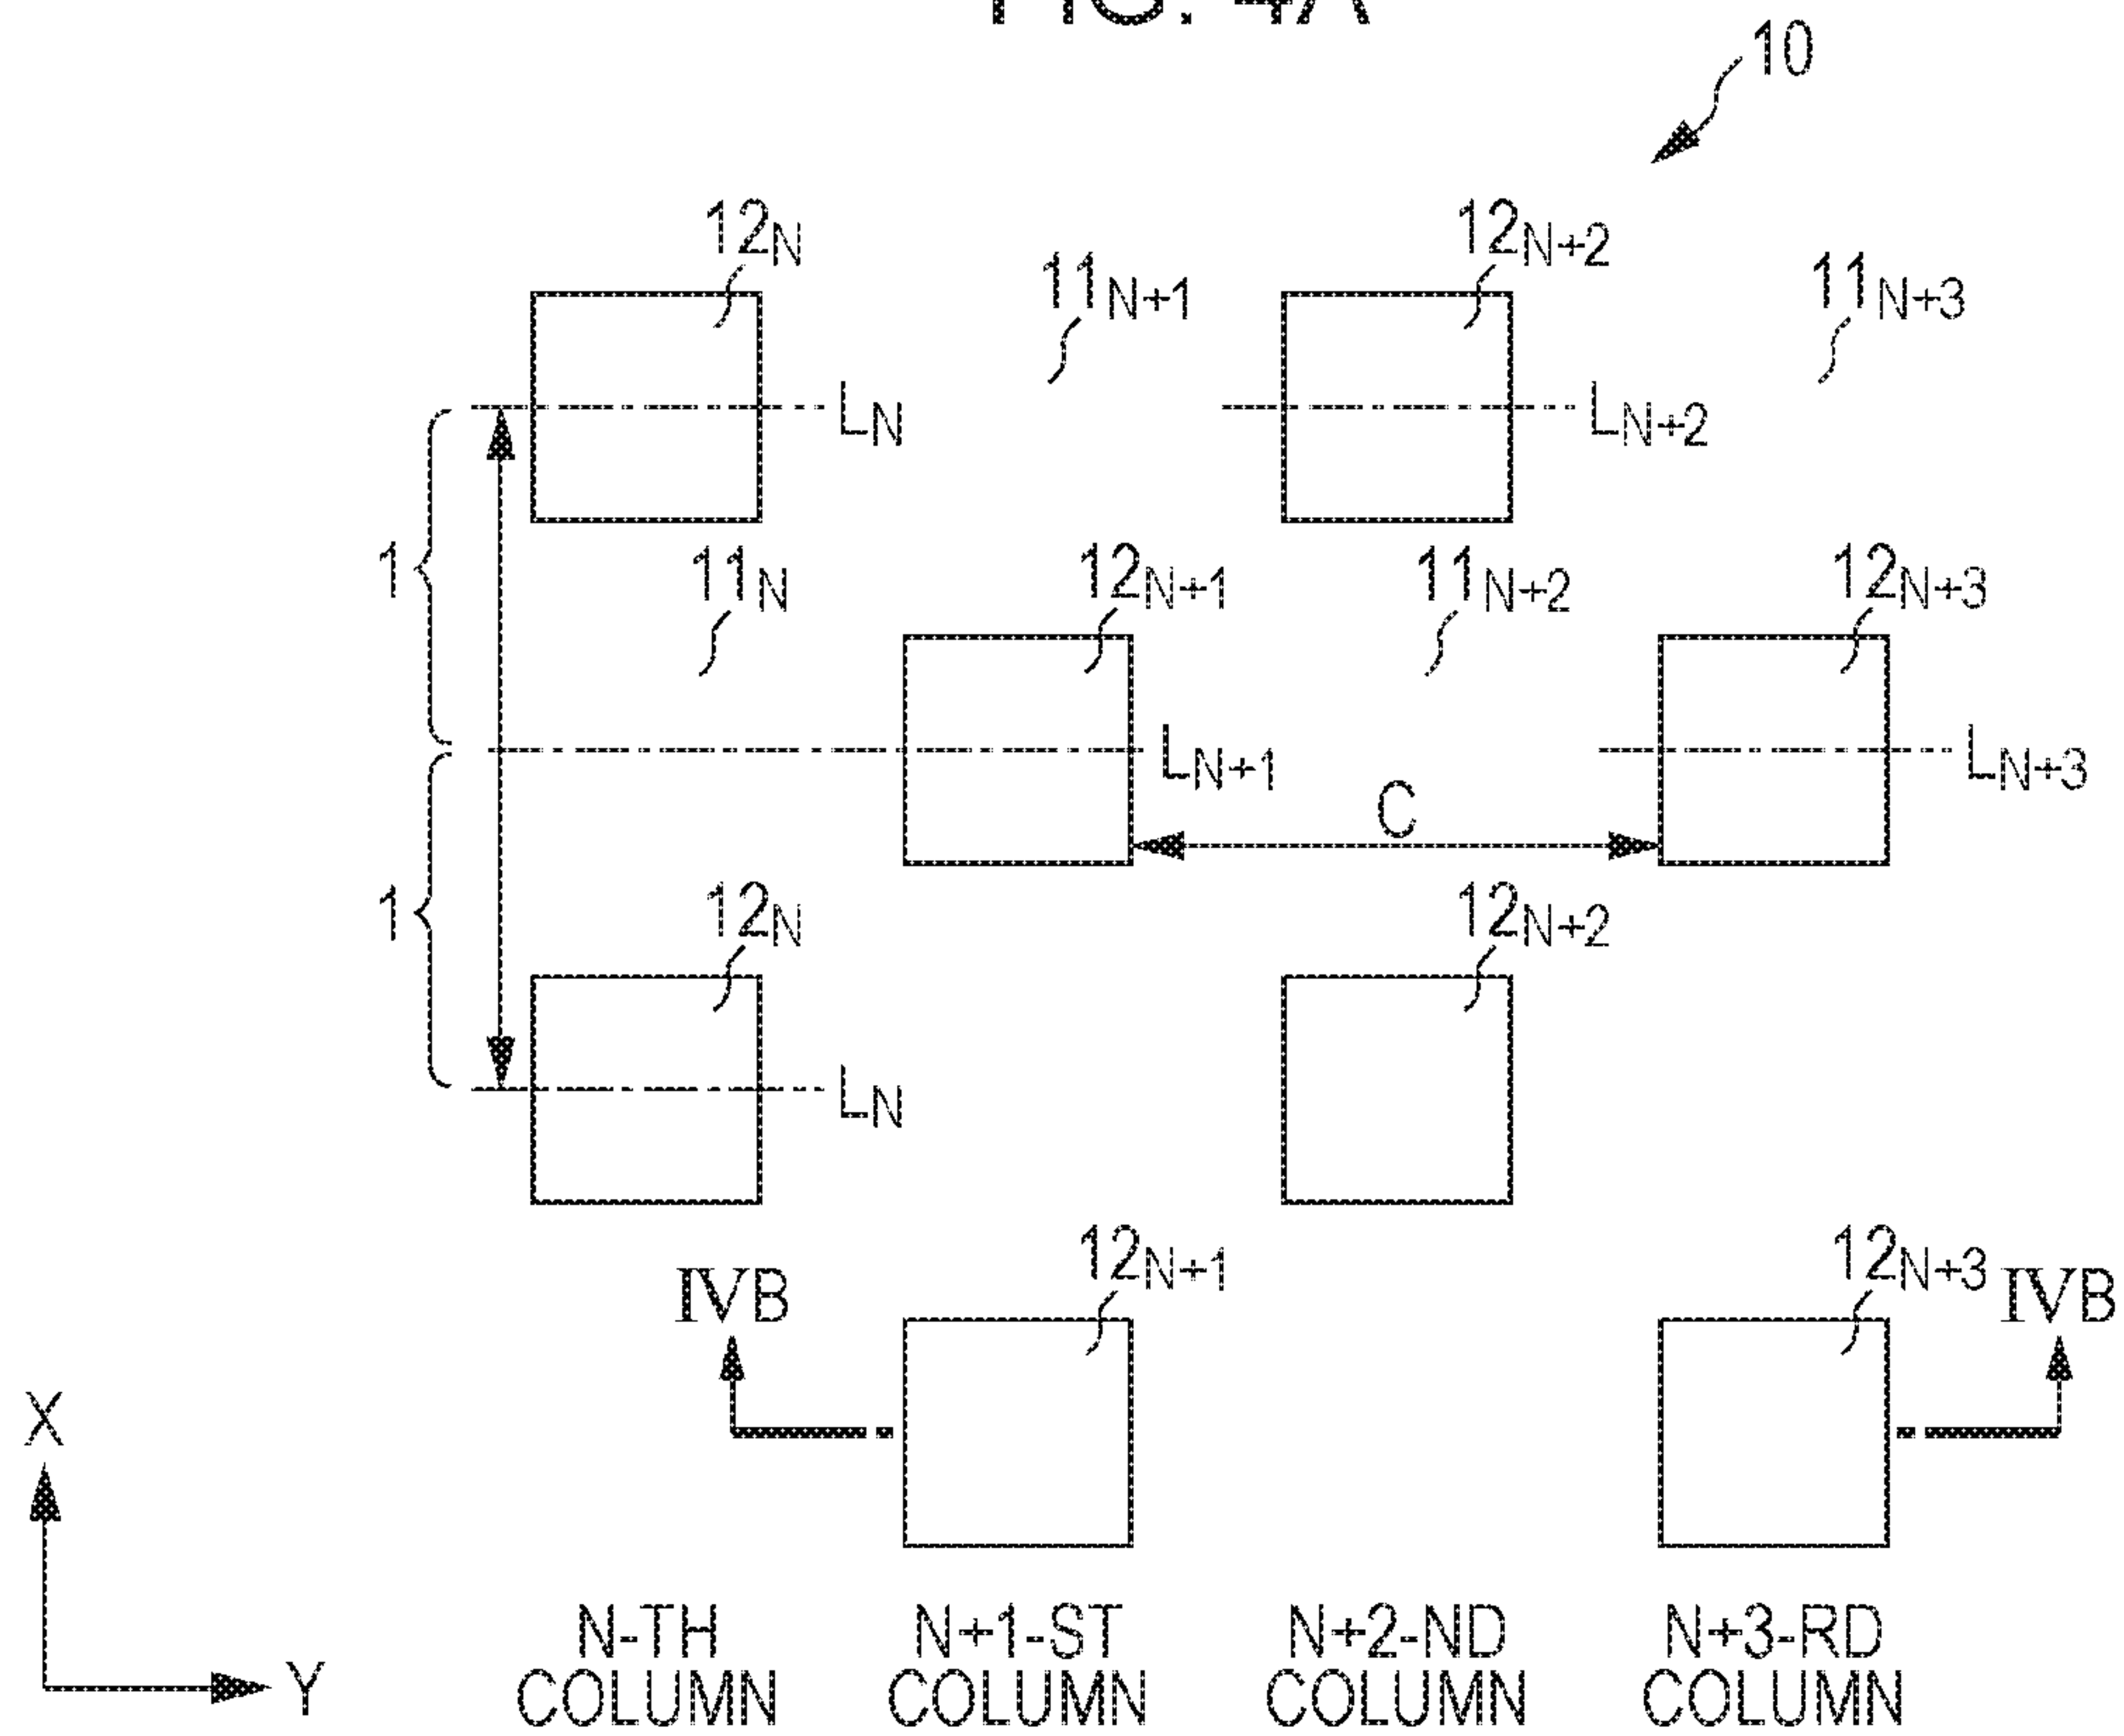 FIG. 4A
10
12N
12N+2
11N+1
11N+3
LN
LN+2
1
11N
12N+1
11N+2
12N+3
LN+1
LN+3
C
1
12N
12N+2
LN
12N+1
12N+3
IVB
IVB
X
Y
N-TH
COLUMN
N+1-ST
COLUMN
N+2-ND
COLUMN
N+3-RD
COLUMN